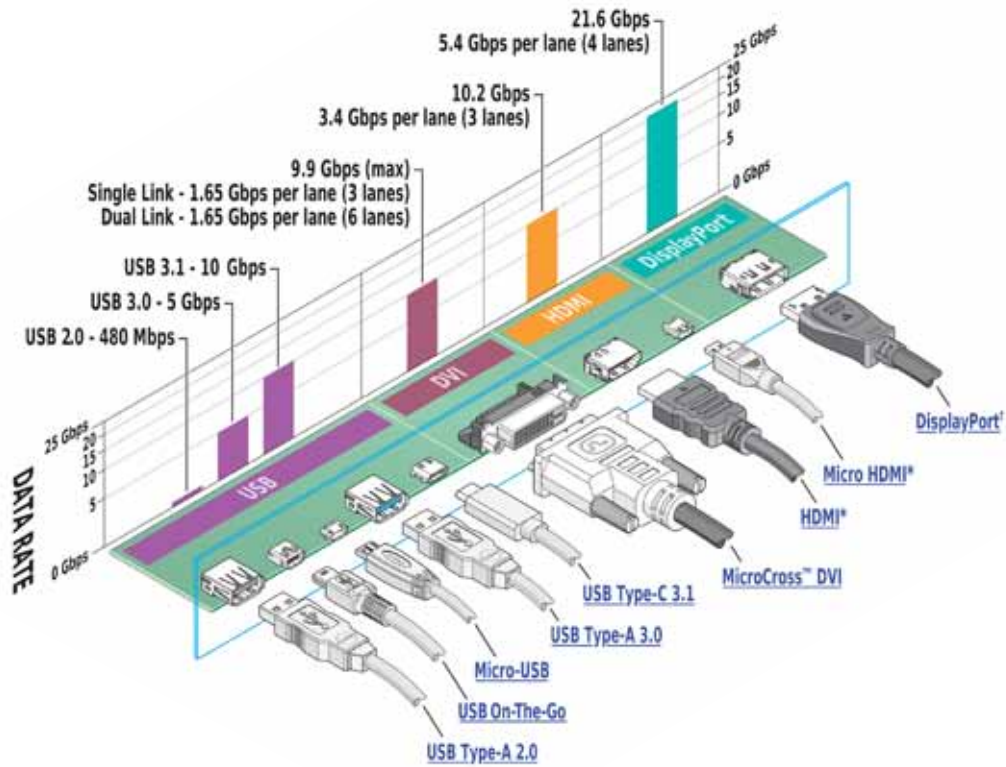 21.6 Gbps
5.4 Gbps per lane (4 lanes)
10.2 Gbps
3.4 Gbps per lane (3 lanes)
9.9 Gbps (max)
Single Link - 1.65 Gbps per lane (3 lanes)
Dual Link - 1.65 Gbps per lane (6 lanes)
USB 3.1 - 10 Gbps
USB 3.0 - 5 Gbps
USB 2.0 - 480 Mbps
25 Gbps
20
15
10
5
0 Gbps
25 Gbps
20
15
10
5
0 Gbps
DATA RATE
USB
DVI
HDMI
DisplayPort
DisplayPort†
Micro HDMI*
HDMI*
MicroCross™ DVI
USB Type-C 3.1
USB Type-A 3.0
Micro-USB
USB On-The-Go
USB Type-A 2.0